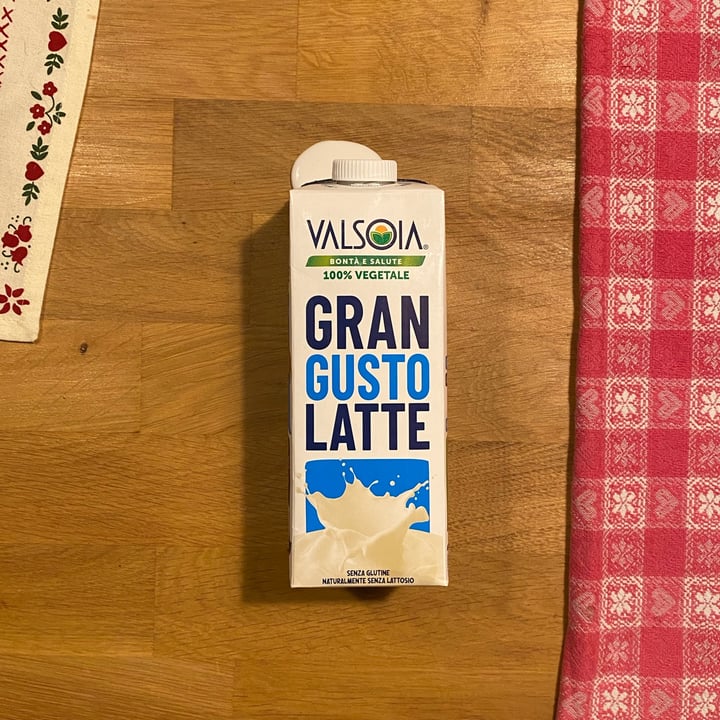 VALSOIA®
BONTÀ E SALUTE
100% VEGETALE
GRAN
GUSTO
LATTE
SENZA GLUTINE
NATURALMENTE SENZA LATTOSIO